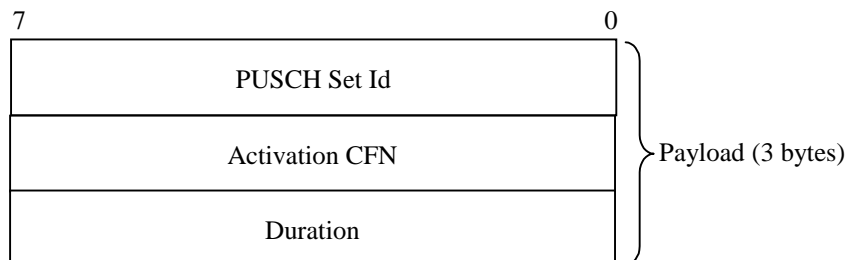 7 0
PUSCH Set Id
Activation CFN
Payload (3 bytes)
Duration